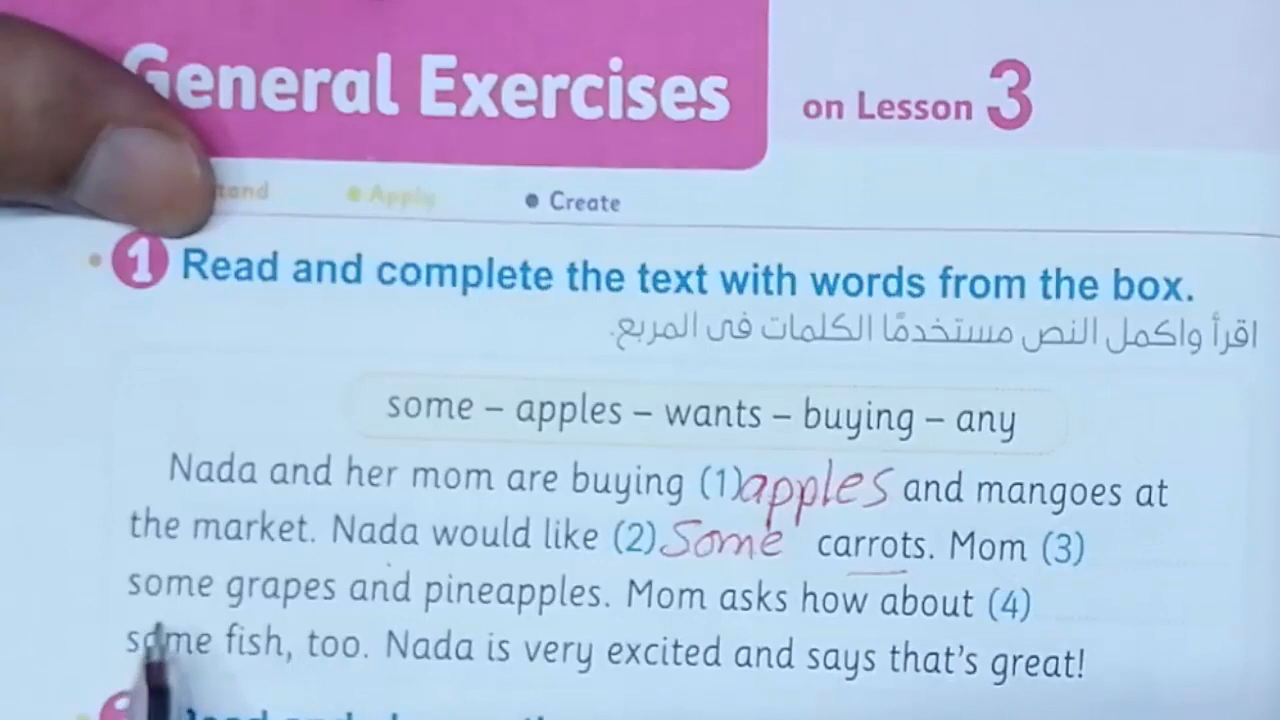 General Exercises on Lesson 3
Apply • Create
1 Read and complete the text with words from the box.
اقرأ واكمل النص مستخدمًا الكلمات فى المربع.
some – apples – wants – buying – any
Nada and her mom are buying (1) apples and mangoes at
the market. Nada would like (2) Some carrots. Mom (3)
some grapes and pineapples. Mom asks how about (4)
some fish, too. Nada is very excited and says that's great!